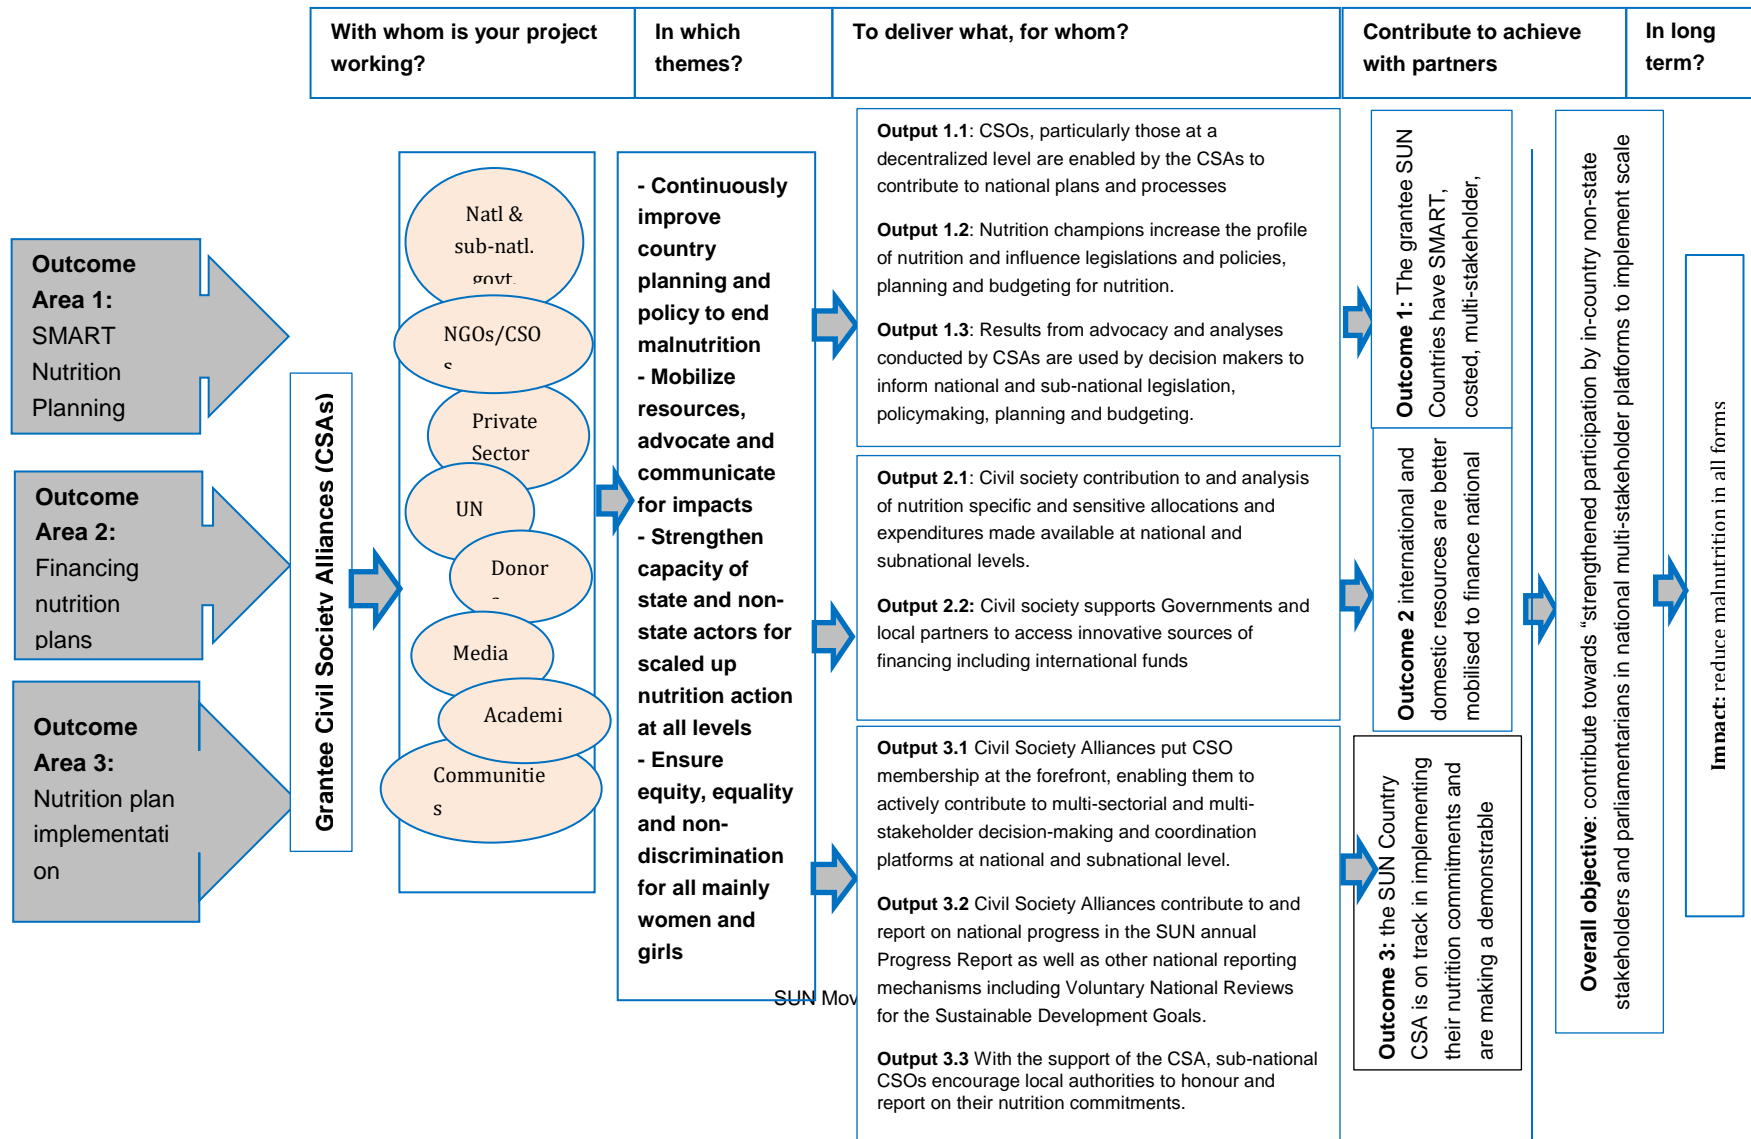 With whom is your project
working?
In which
themes?
To deliver what, for whom?
Contribute to achieve
with partners
In long
term?
Outcome
Area 1:
SMART
Nutrition
Planning
Outcome
Area 2:
Financing
nutrition
plans
Outcome
Area 3:
Nutrition plan
implementati
on
Grantee Civil Society Alliances (CSAs)
Natl &
sub-natl.
govt.
NGOs/CSO
s
Private
Sector
UN
Donor
Media
Academi
Communitie
s
- Continuously
improve
country
planning and
policy to end
malnutrition
- Mobilize
resources,
advocate and
communicate
for impacts
- Strengthen
capacity of
state and non-
state actors for
scaled up
nutrition action
at all levels
- Ensure
equity, equality
and non-
discrimination
for all mainly
women and
girls
SUN Mov
Output 1.1: CSOs, particularly those at a
decentralized level are enabled by the CSAs to
contribute to national plans and processes
Output 1.2: Nutrition champions increase the profile
of nutrition and influence legislations and policies,
planning and budgeting for nutrition.
Output 1.3: Results from advocacy and analyses
conducted by CSAs are used by decision makers to
inform national and sub-national legislation,
policymaking, planning and budgeting.
Output 2.1: Civil society contribution to and analysis
of nutrition specific and sensitive allocations and
expenditures made available at national and
subnational levels.
Output 2.2: Civil society supports Governments and
local partners to access innovative sources of
financing including international funds
Output 3.1 Civil Society Alliances put CSO
membership at the forefront, enabling them to
actively contribute to multi-sectorial and multi-
stakeholder decision-making and coordination
platforms at national and subnational level.
Output 3.2 Civil Society Alliances contribute to and
report on national progress in the SUN annual
Progress Report as well as other national reporting
mechanisms including Voluntary National Reviews
for the Sustainable Development Goals.
Output 3.3 With the support of the CSA, sub-national
CSOs encourage local authorities to honour and
report on their nutrition commitments.
Outcome 1: The grantee SUN
Countries have SMART,
costed, multi-stakeholder,
Outcome 2 international and
domestic resources are better
mobilised to finance national
Outcome 3: the SUN Country
CSA is on track in implementing
their nutrition commitments and
are making a demonstrable
Overall objective: contribute towards “strengthened participation by in-country non-state
stakeholders and parliamentarians in national multi-stakeholder platforms to implement scale
Impact: reduce malnutrition in all forms